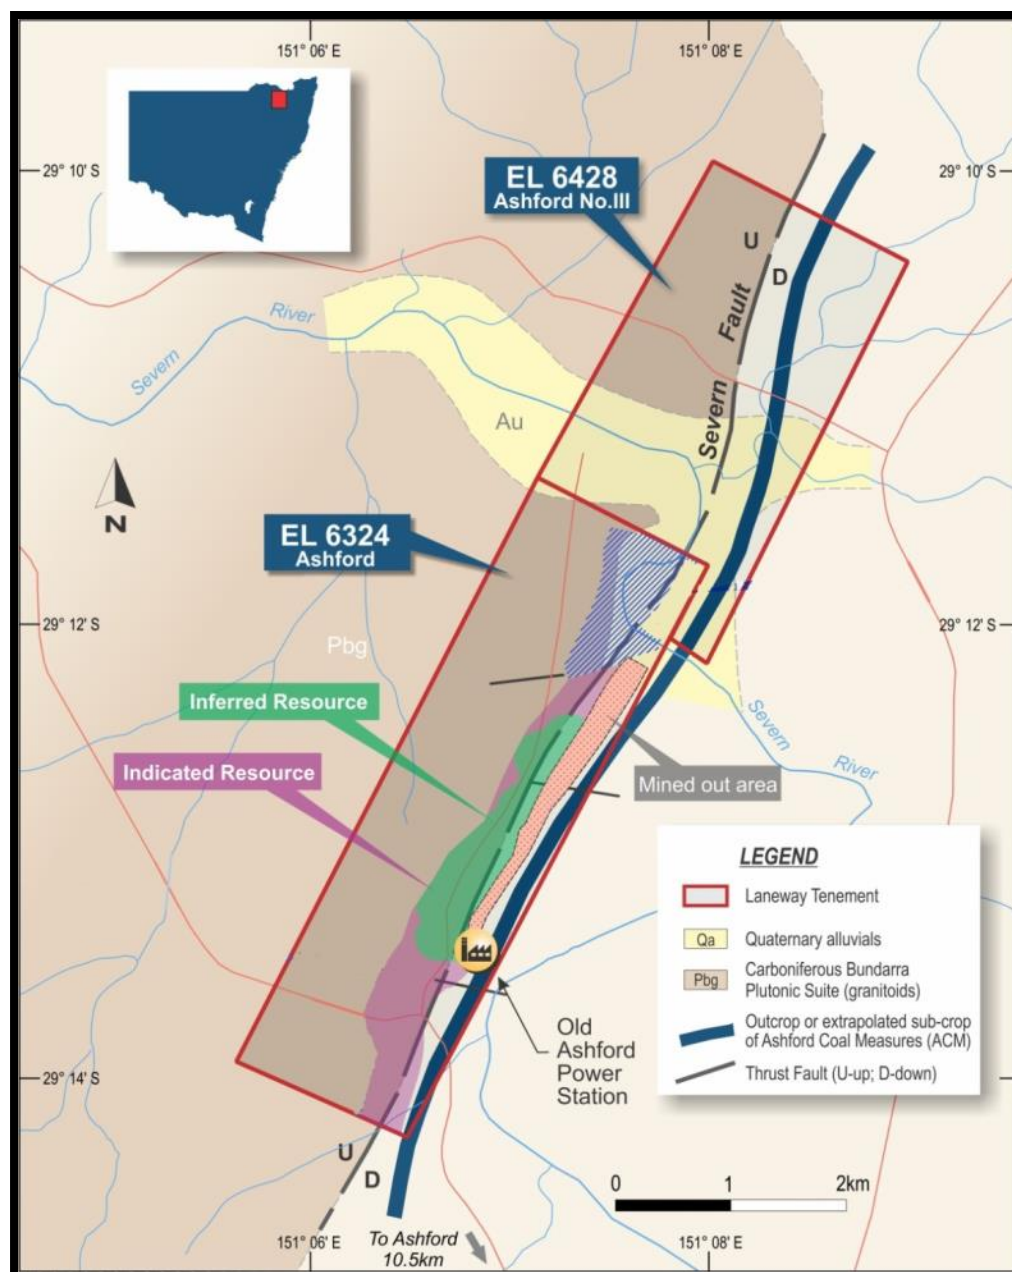 151° 06' E
151° 08' E
29° 10' S
29° 10' S
EL 6428
Ashford No.III
U
D
River
Severn
Severn Fault
Au
N
EL 6324
Ashford
29° 12' S
29° 12' S
Pbg
Inferred Resource
Severn
River
Indicated Resource
Mined out area
LEGEND
Laneway Tenement
Qa
Quaternary alluvials
Pbg
Carboniferous Bundarra
Plutonic Suite (granitoids)
Outcrop or extrapolated sub-crop
of Ashford Coal Measures (ACM)
Thrust Fault (U-up; D-down)
Old
Ashford
Power
Station
29° 14' S
U
D
0
1
2km
151° 06' E
To Ashford
10.5km
151° 08' E